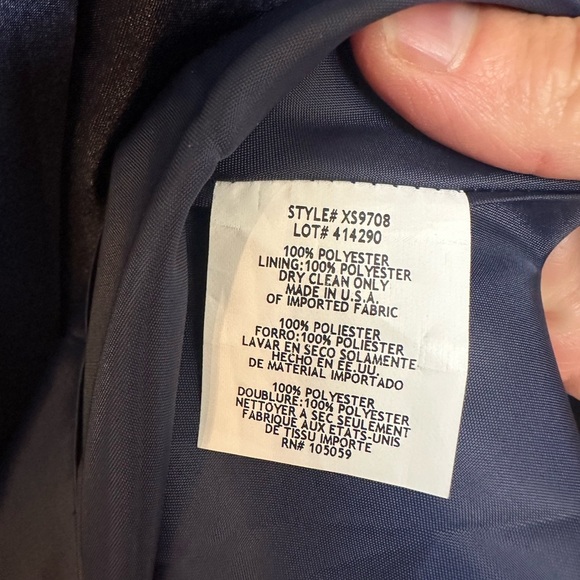 STYLE# XS9708
LOT# 414290
100% POLYESTER
LINING:100% POLYESTER
DRY CLEAN ONLY
MADE IN U.S.A.
OF IMPORTED FABRIC
100% POLIESTER
FORRO:100% POLIESTER
LAVAR EN SECO SOLAMENTE
HECHO EN EE.UU.
DE MATERIAL IMPORTADO
100% POLYESTER
DOUBLURE:100% POLYESTER
NETTOYER A SEC SEULEMENT
FABRIQUE AUX ETATS-UNIS
DE TISSU IMPORTE
RN# 105059